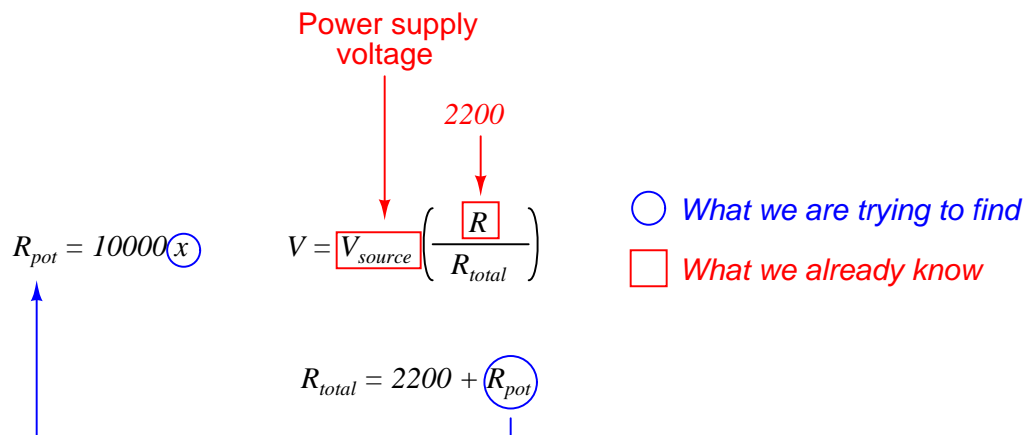 Power supply
voltage
2200
R_pot = 10000 x
V = V_source ( R / R_total )
What we are trying to find
What we already know
R_total = 2200 + R_pot